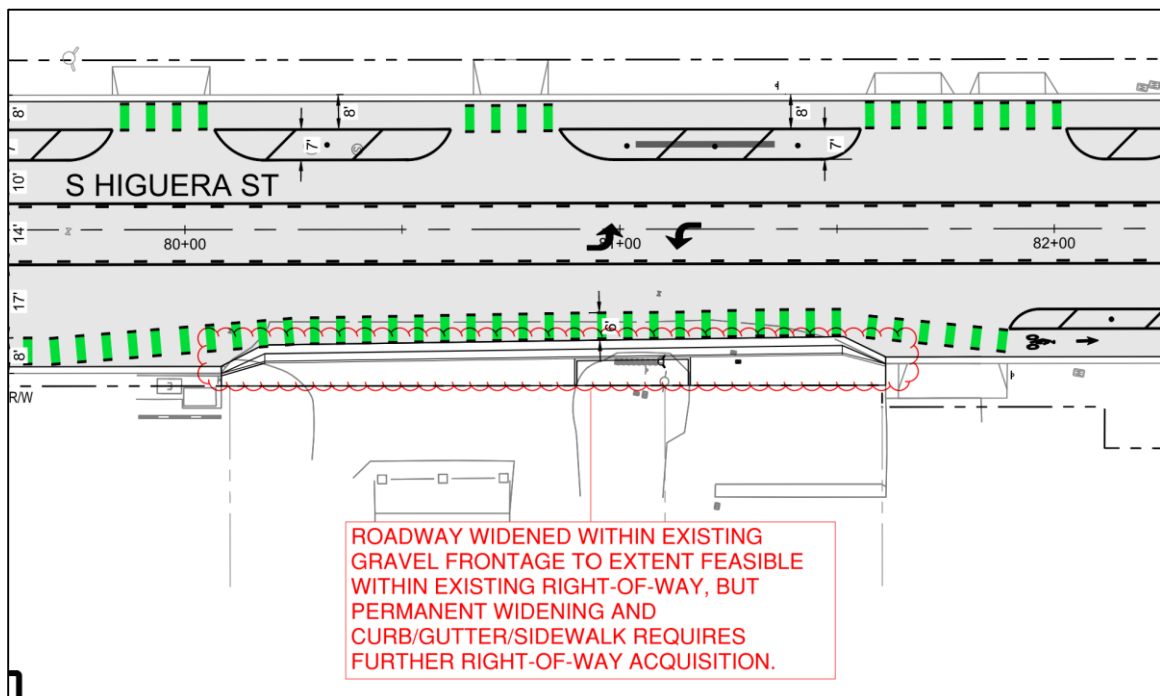 8'
8'
8'
7'
7'
7'
10'
S HIGUERA ST
14'
80+00
81+00
82+00
17'
6'
8'
R/W
ROADWAY WIDENED WITHIN EXISTING
GRAVEL FRONTAGE TO EXTENT FEASIBLE
WITHIN EXISTING RIGHT-OF-WAY, BUT
PERMANENT WIDENING AND
CURB/GUTTER/SIDEWALK REQUIRES
FURTHER RIGHT-OF-WAY ACQUISITION.